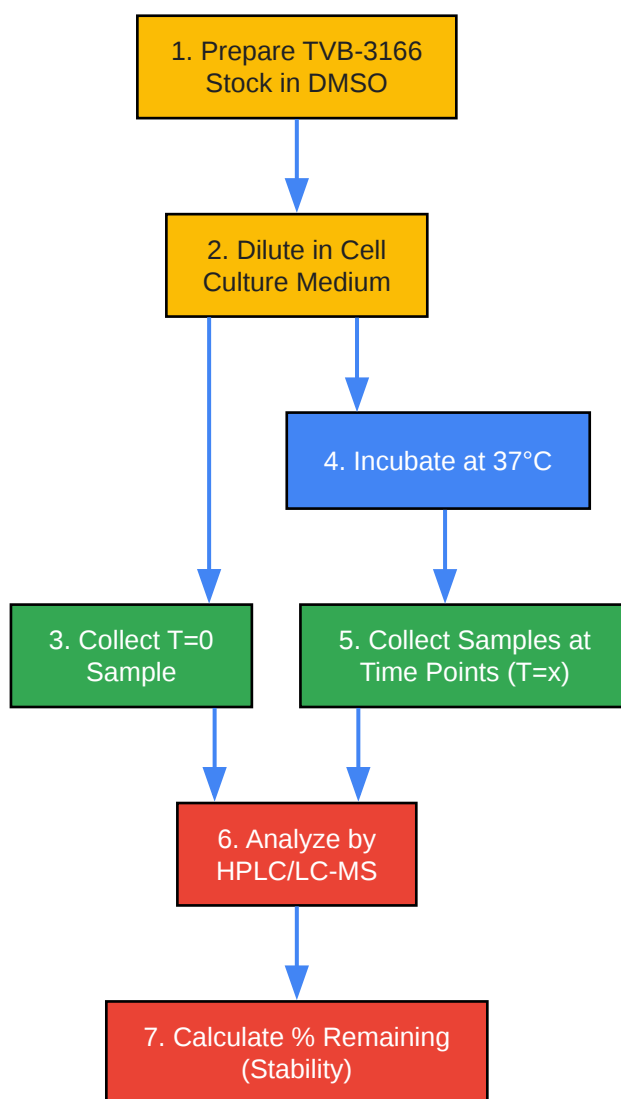 1. Prepare TVB-3166
Stock in DMSO
2. Dilute in Cell
Culture Medium
4. Incubate at 37°C
3. Collect T=0
Sample
5. Collect Samples at
Time Points (T=x)
6. Analyze by
HPLC/LC-MS
7. Calculate % Remaining
(Stability)